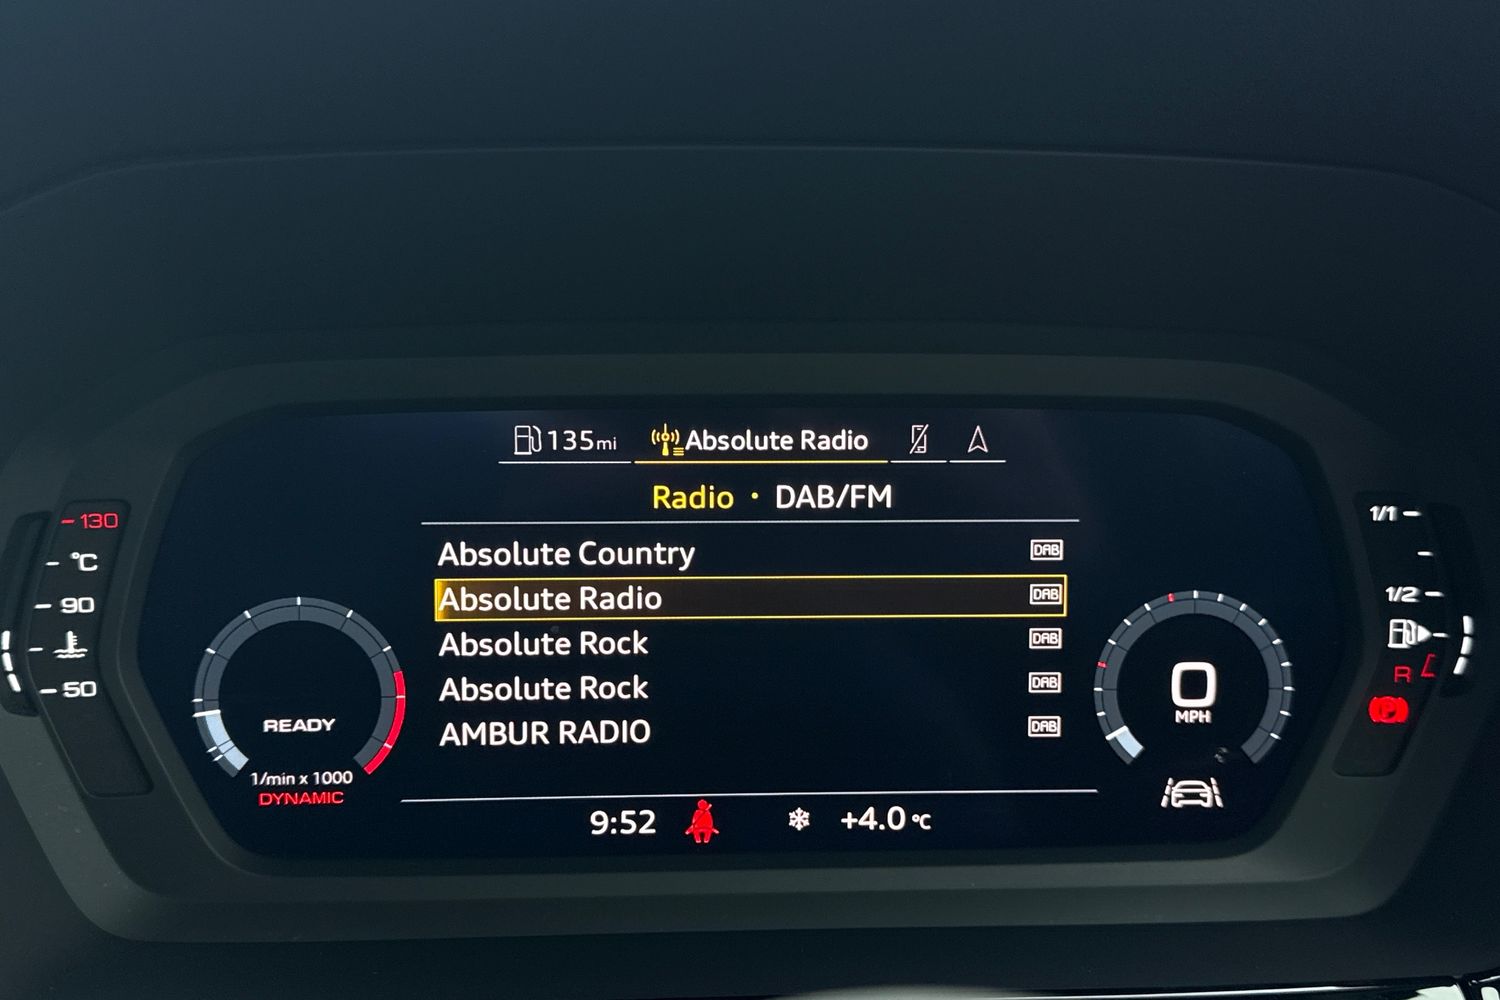 135mi Absolute Radio
Radio · DAB/FM
Absolute Country DAB
Absolute Radio DAB
Absolute Rock DAB
Absolute Rock DAB
AMBUR RADIO DAB
9:52 +4.0 °C
130
°C
90
50
READY
1/min x 1000
DYNAMIC
0
MPH
1/1
1/2
R
P